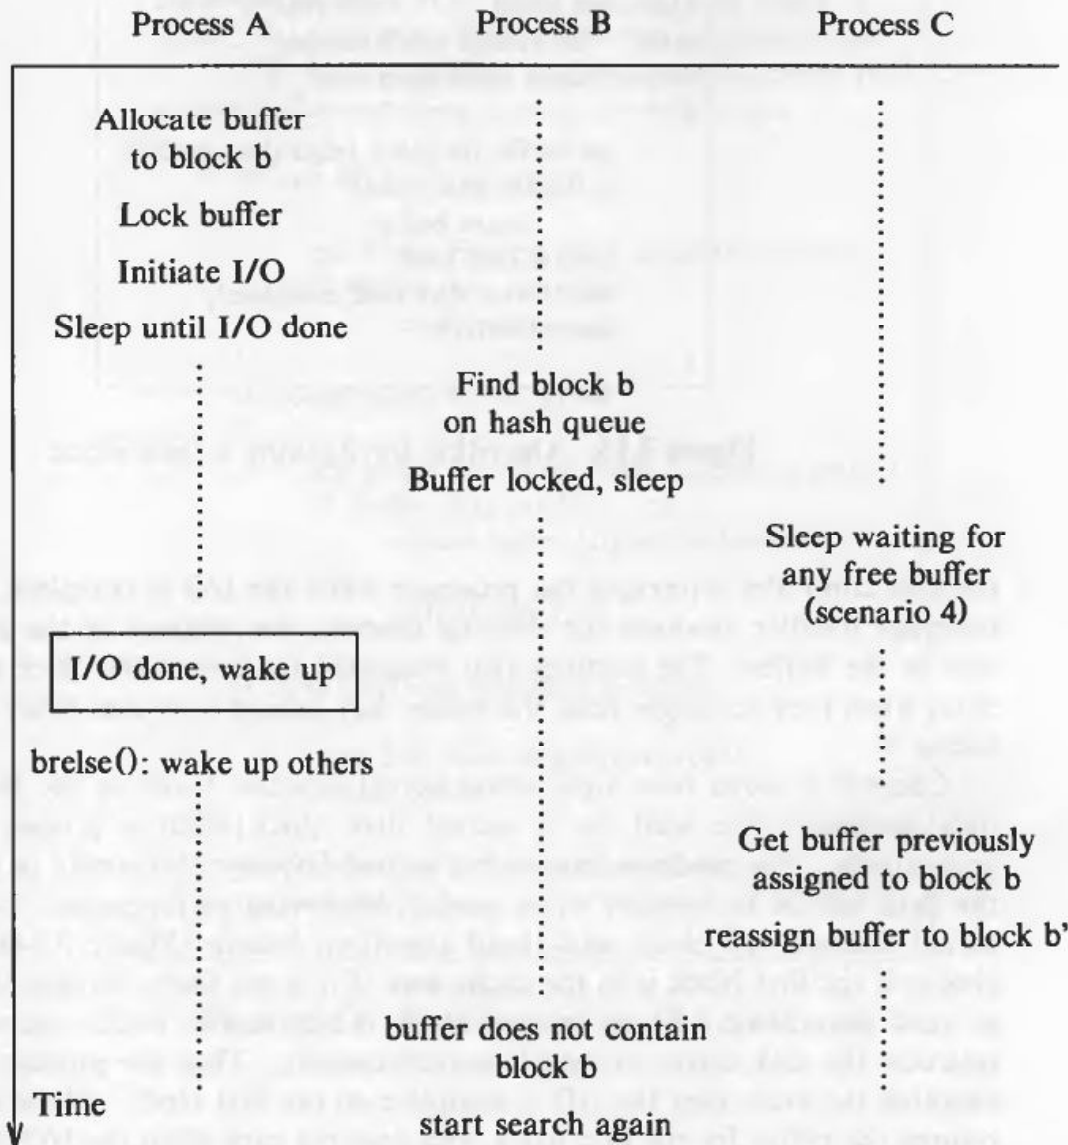 Process A Process B Process C
Allocate buffer
to block b
Lock buffer
Initiate I/O
Sleep until I/O done
Find block b
on hash queue
Buffer locked, sleep
Sleep waiting for
any free buffer
(scenario 4)
I/O done, wake up
brelse(): wake up others
Get buffer previously
assigned to block b
reassign buffer to block b'
buffer does not contain
block b
start search again
Time